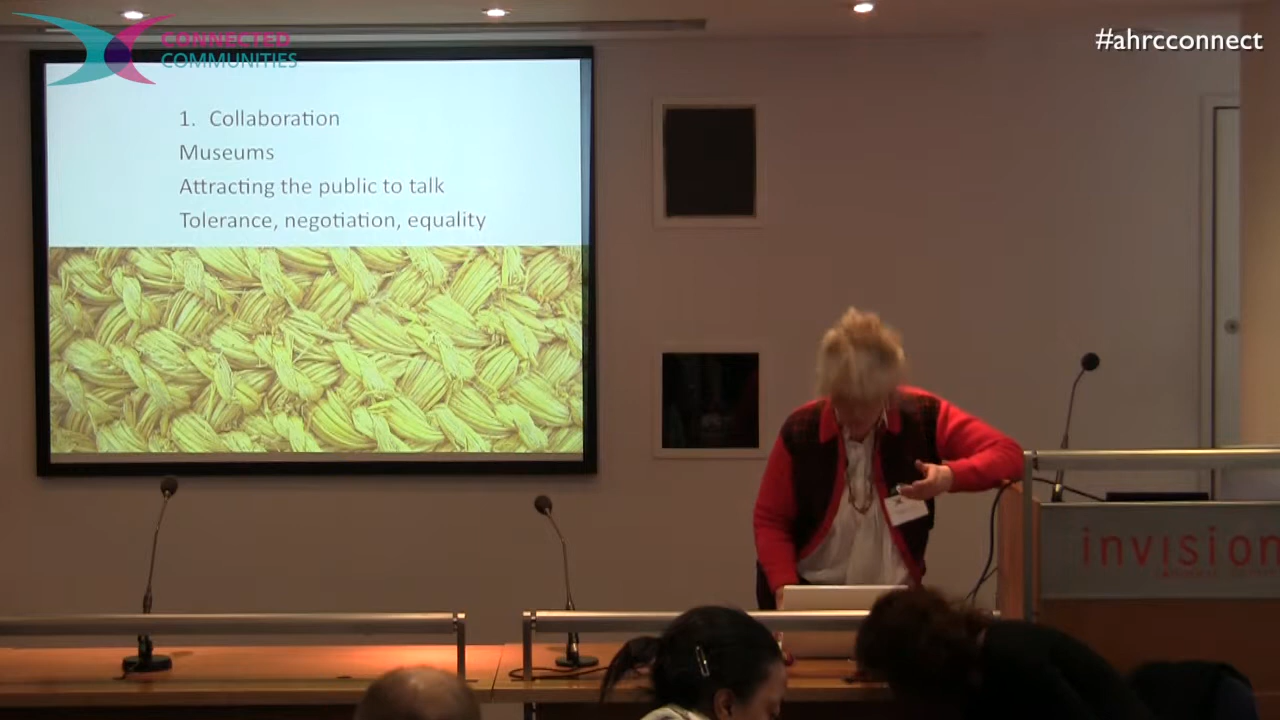 CONNECTED
COMMUNITIES
#ahrcconnect
1. Collaboration
Museums
Attracting the public to talk
Tolerance, negotiation, equality
invision